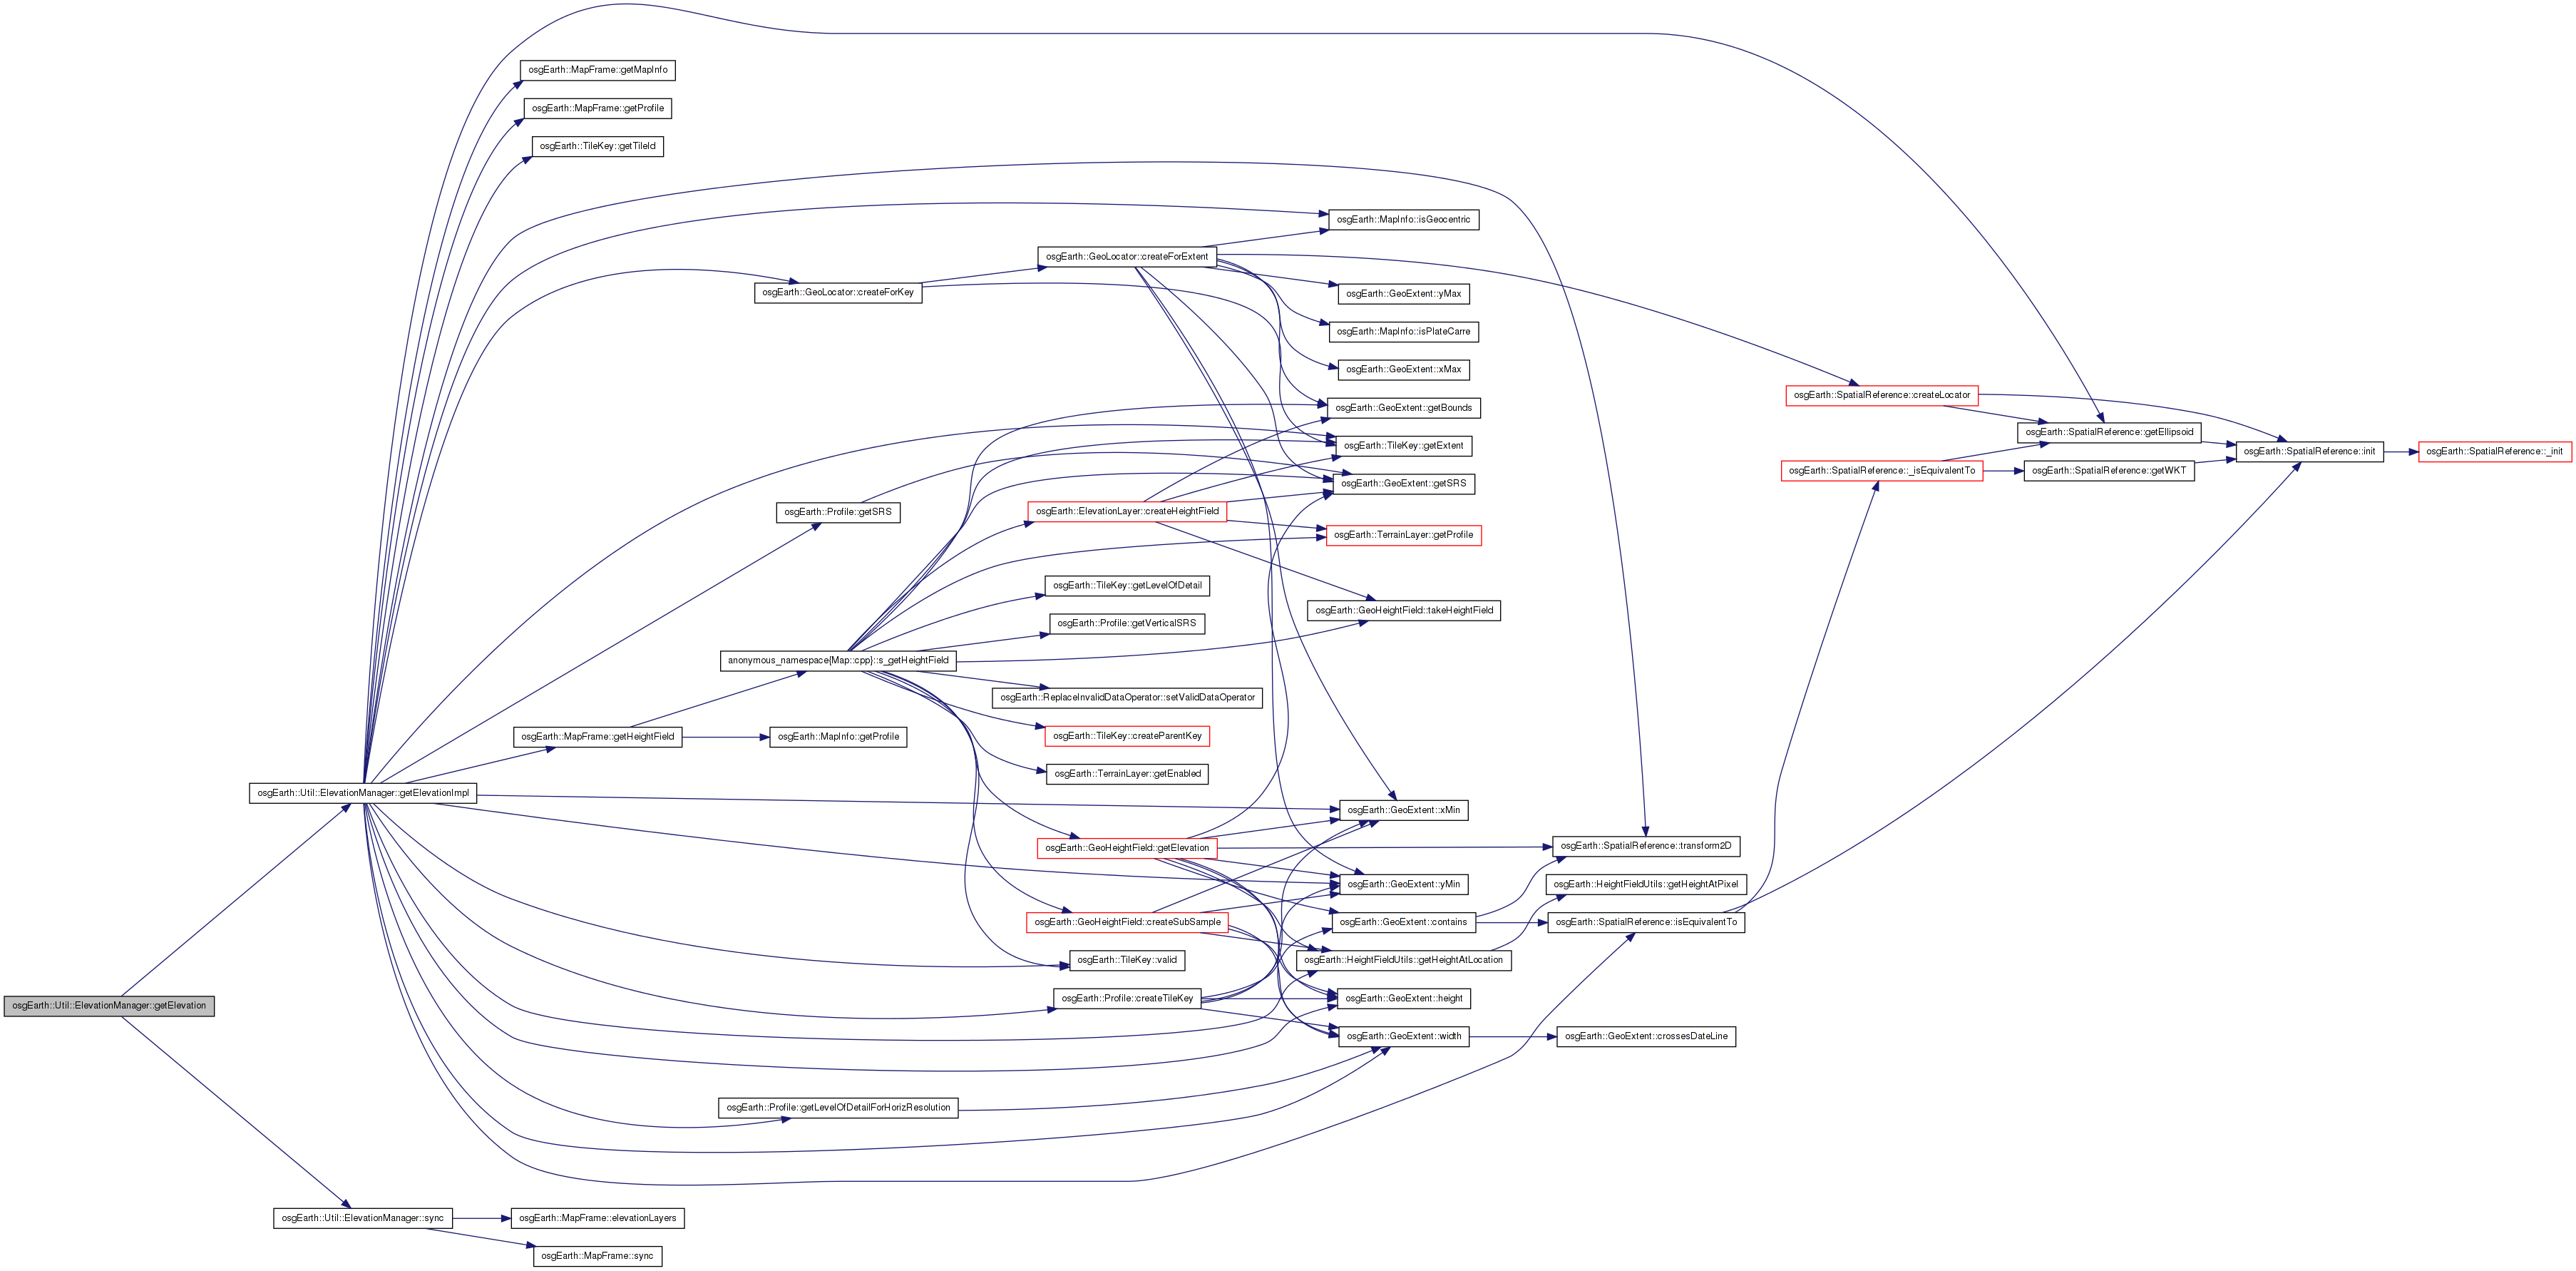 osgEarth::MapFrame::getMapInfo
osgEarth::MapFrame::getProfile
osgEarth::TileKey::getTileId
osgEarth::MapInfo::isGeocentric
osgEarth::GeoLocator::createForExtent
osgEarth::GeoLocator::createForKey
osgEarth::GeoExtent::yMax
osgEarth::MapInfo::isPlateCarre
osgEarth::GeoExtent::xMax
osgEarth::SpatialReference::createLocator
osgEarth::GeoExtent::getBounds
osgEarth::SpatialReference::getEllipsoid
osgEarth::TileKey::getExtent
osgEarth::SpatialReference::init
osgEarth::SpatialReference::_init
osgEarth::SpatialReference::_isEquivalentTo
osgEarth::SpatialReference::getWKT
osgEarth::GeoExtent::getSRS
osgEarth::Profile::getSRS
osgEarth::ElevationLayer::createHeightField
osgEarth::TerrainLayer::getProfile
osgEarth::TileKey::getLevelOfDetail
osgEarth::GeoHeightField::takeHeightField
osgEarth::Profile::getVerticalSRS
anonymous_namespace{Map::cpp}::s_getHeightField
osgEarth::ReplaceInvalidDataOperator::setValidDataOperator
osgEarth::MapFrame::getHeightField
osgEarth::MapInfo::getProfile
osgEarth::TileKey::createParentKey
osgEarth::TerrainLayer::getEnabled
osgEarth::Util::ElevationManager::getElevationImpl
osgEarth::GeoExtent::xMin
osgEarth::GeoHeightField::getElevation
osgEarth::SpatialReference::transform2D
osgEarth::GeoExtent::yMin
osgEarth::HeightFieldUtils::getHeightAtPixel
osgEarth::GeoHeightField::createSubSample
osgEarth::GeoExtent::contains
osgEarth::SpatialReference::isEquivalentTo
osgEarth::TileKey::valid
osgEarth::HeightFieldUtils::getHeightAtLocation
osgEarth::Util::ElevationManager::getElevation
osgEarth::Profile::createTileKey
osgEarth::GeoExtent::height
osgEarth::GeoExtent::width
osgEarth::GeoExtent::crossesDateLine
osgEarth::Profile::getLevelOfDetailForHorizResolution
osgEarth::Util::ElevationManager::sync
osgEarth::MapFrame::elevationLayers
osgEarth::MapFrame::sync